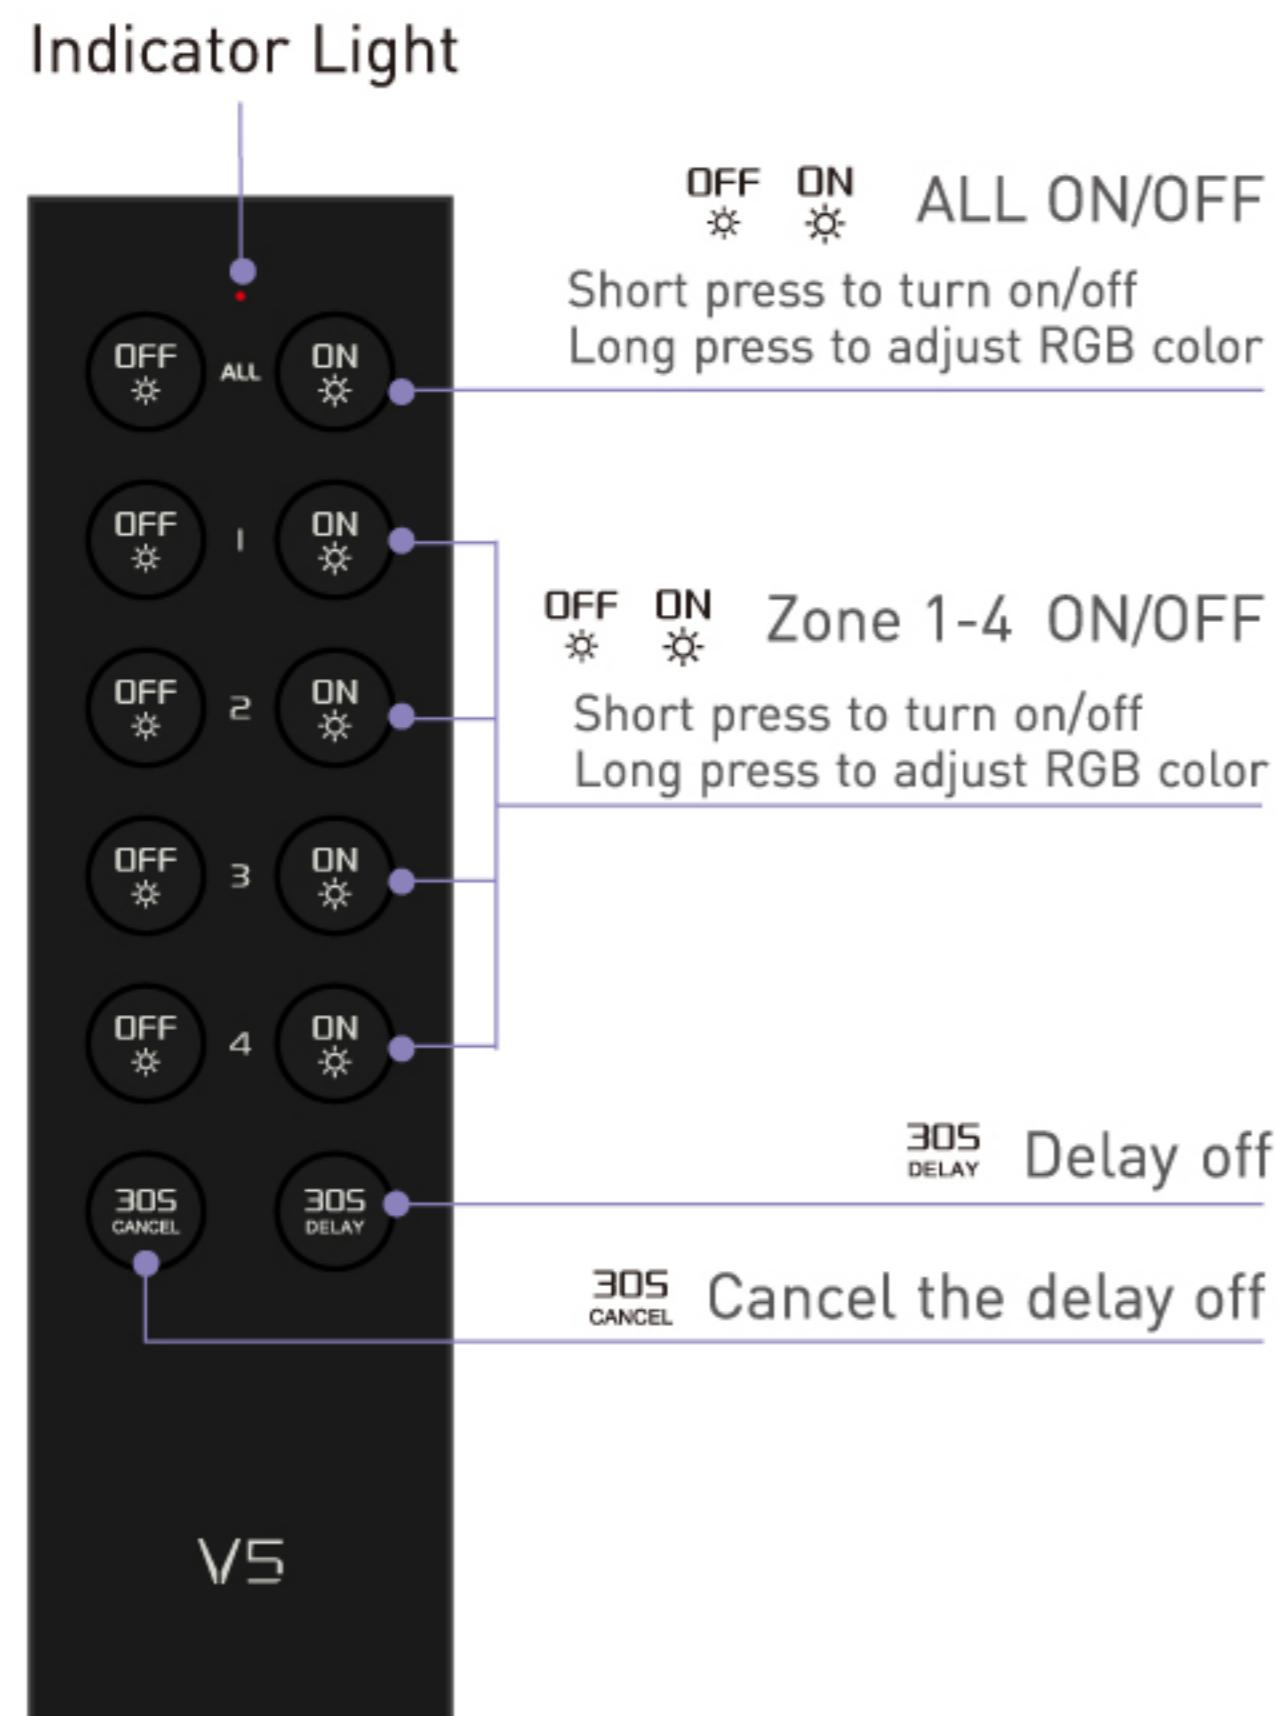 Indicator Light
OFF ON ALL ON/OFF
Short press to turn on/off
Long press to adjust RGB color
OFF ALL ON
OFF 1 ON
OFF ON Zone 1-4 ON/OFF
Short press to turn on/off
Long press to adjust RGB color
OFF 2 ON
OFF 3 ON
OFF 4 ON
30S DELAY Delay off
30S CANCEL
30S DELAY
30S CANCEL Cancel the delay off
V5